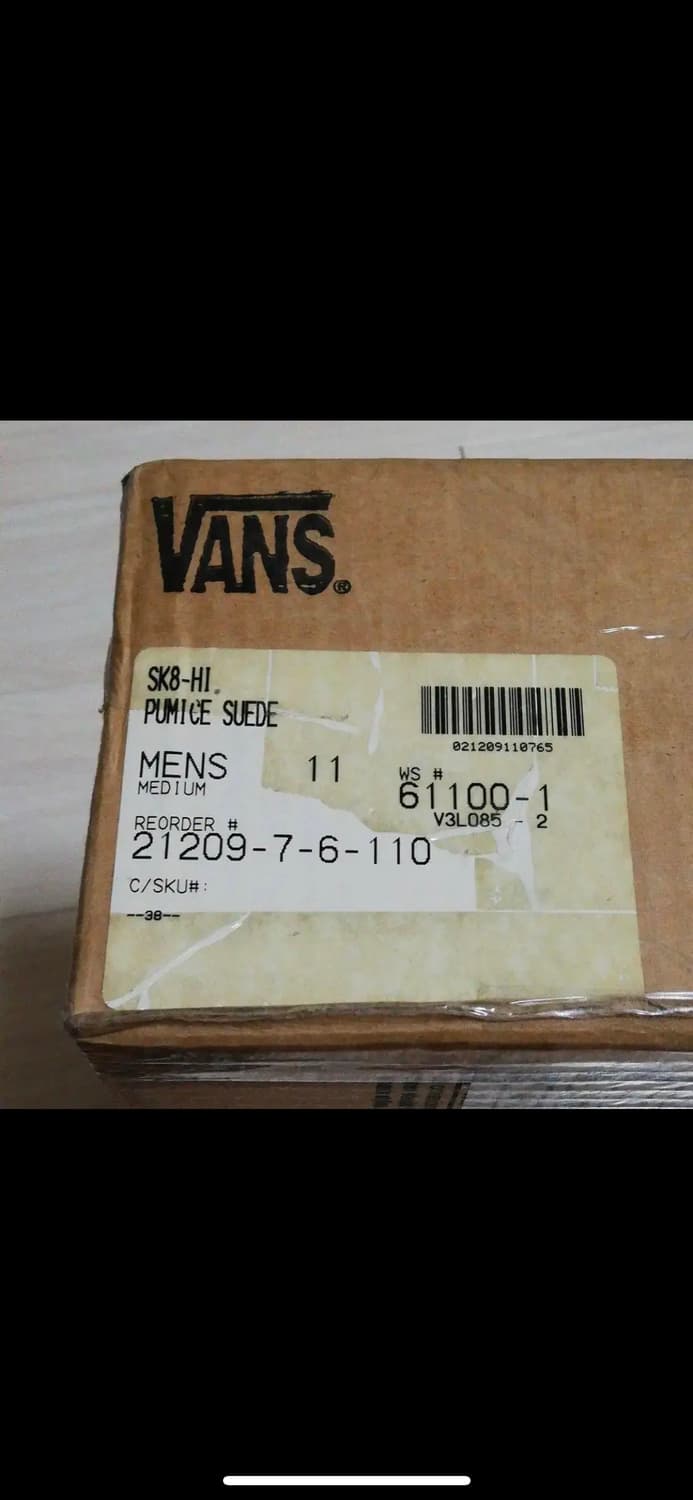 VANS®
SK8-HI
PUMICE SUEDE
021209110765
MENS 11
MEDIUM
WS #
61100-1
V3L085 - 2
REORDER #
21209-7-6-110
C/SKU#:
--38--